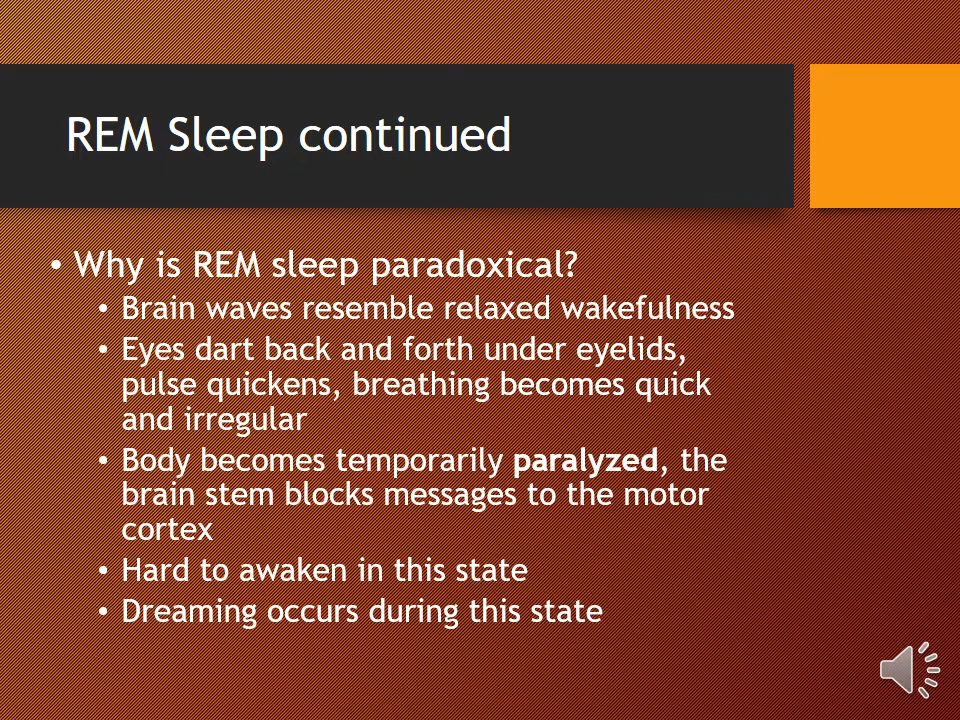 REM Sleep continued
• Why is REM sleep paradoxical?
• Brain waves resemble relaxed wakefulness
• Eyes dart back and forth under eyelids,
pulse quickens, breathing becomes quick
and irregular
• Body becomes temporarily paralyzed, the
brain stem blocks messages to the motor
cortex
• Hard to awaken in this state
• Dreaming occurs during this state